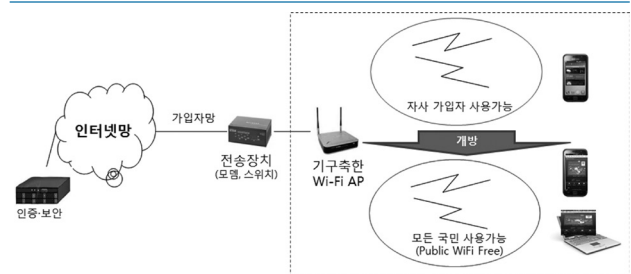 자사 가입자 사용가능
인터넷망
가입자망
전송장치
(모뎀, 스위치)
기구축한
Wi-Fi AP
개방
인증·보안
모든 국민 사용가능
(Public WiFi Free)